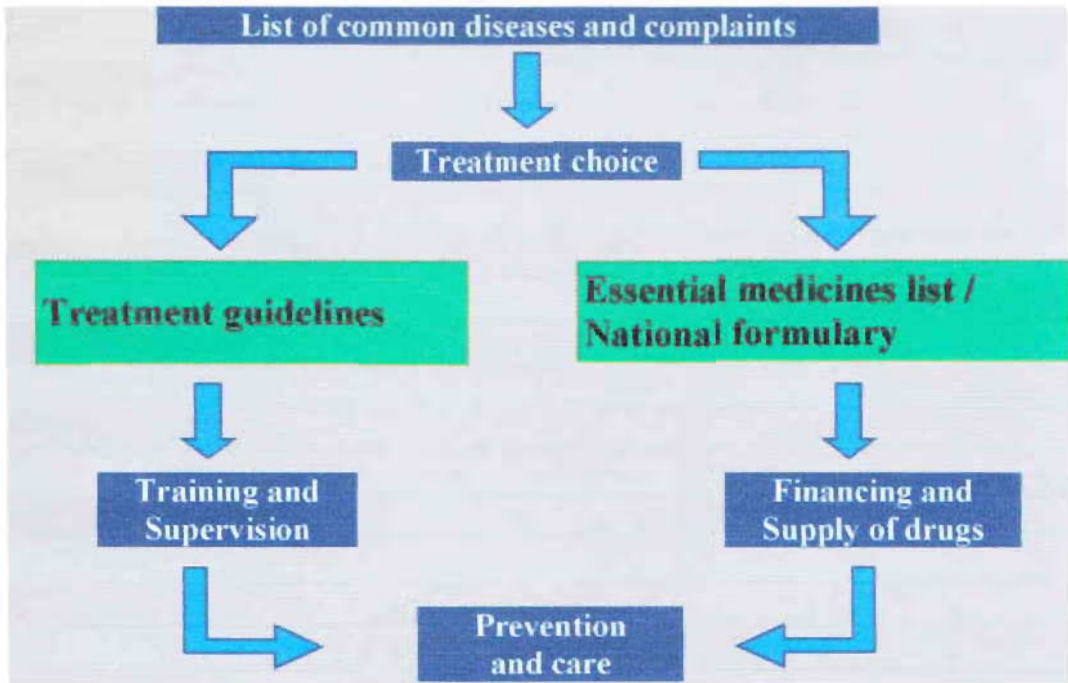 List of common diseases and complaints
Treatment choice
Treatment guidelines
Essential medicines list /
National formulary
Training and
Supervision
Financing and
Supply of drugs
Prevention
and care